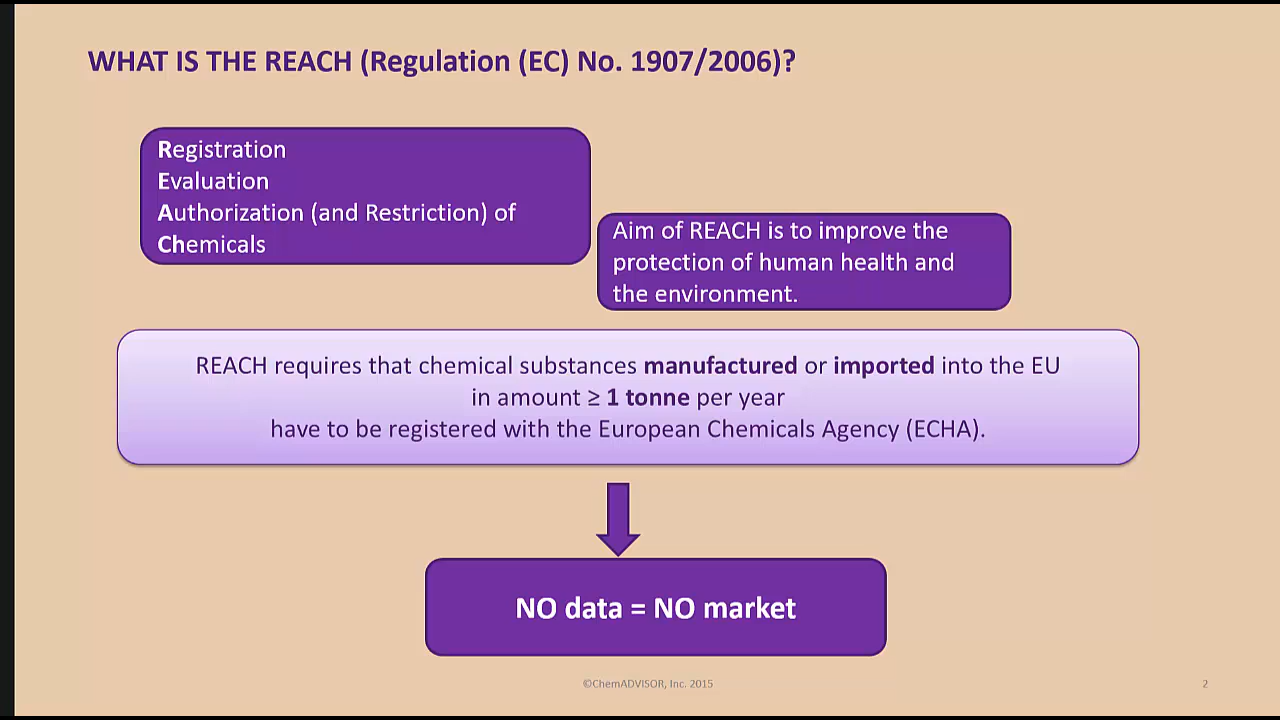 WHAT IS THE REACH (Regulation (EC) No. 1907/2006)?
Registration
Evaluation
Authorization (and Restriction) of
Chemicals
Aim of REACH is to improve the
protection of human health and
the environment.
REACH requires that chemical substances manufactured or imported into the EU
in amount ≥ 1 tonne per year
have to be registered with the European Chemicals Agency (ECHA).
NO data = NO market
©ChemADVISOR, Inc. 2015
2